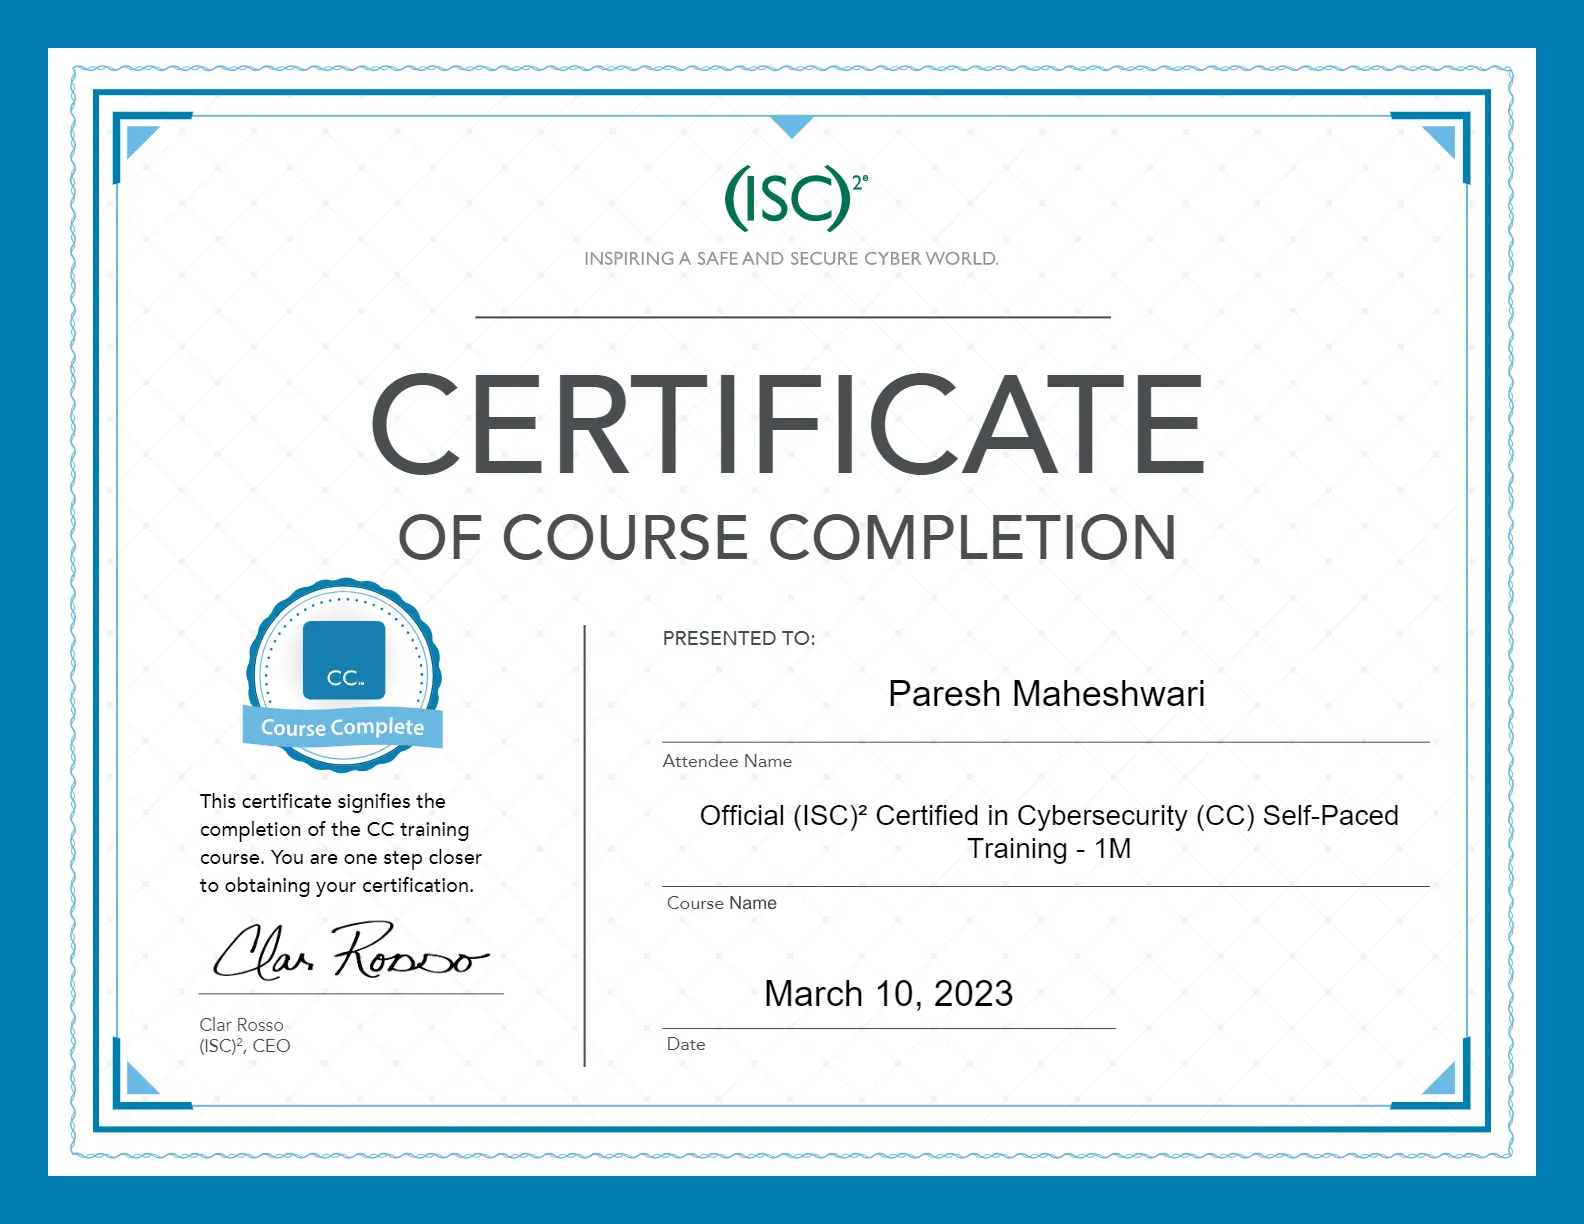 (ISC)²®
INSPIRING A SAFE AND SECURE CYBER WORLD.
CERTIFICATE
OF COURSE COMPLETION
CC™
Course Complete
This certificate signifies the
completion of the CC training
course. You are one step closer
to obtaining your certification.
Clar Rosso
Clar Rosso
(ISC)², CEO
PRESENTED TO:
Paresh Maheshwari
Attendee Name
Official (ISC)² Certified in Cybersecurity (CC) Self-Paced
Training - 1M
Course Name
March 10, 2023
Date